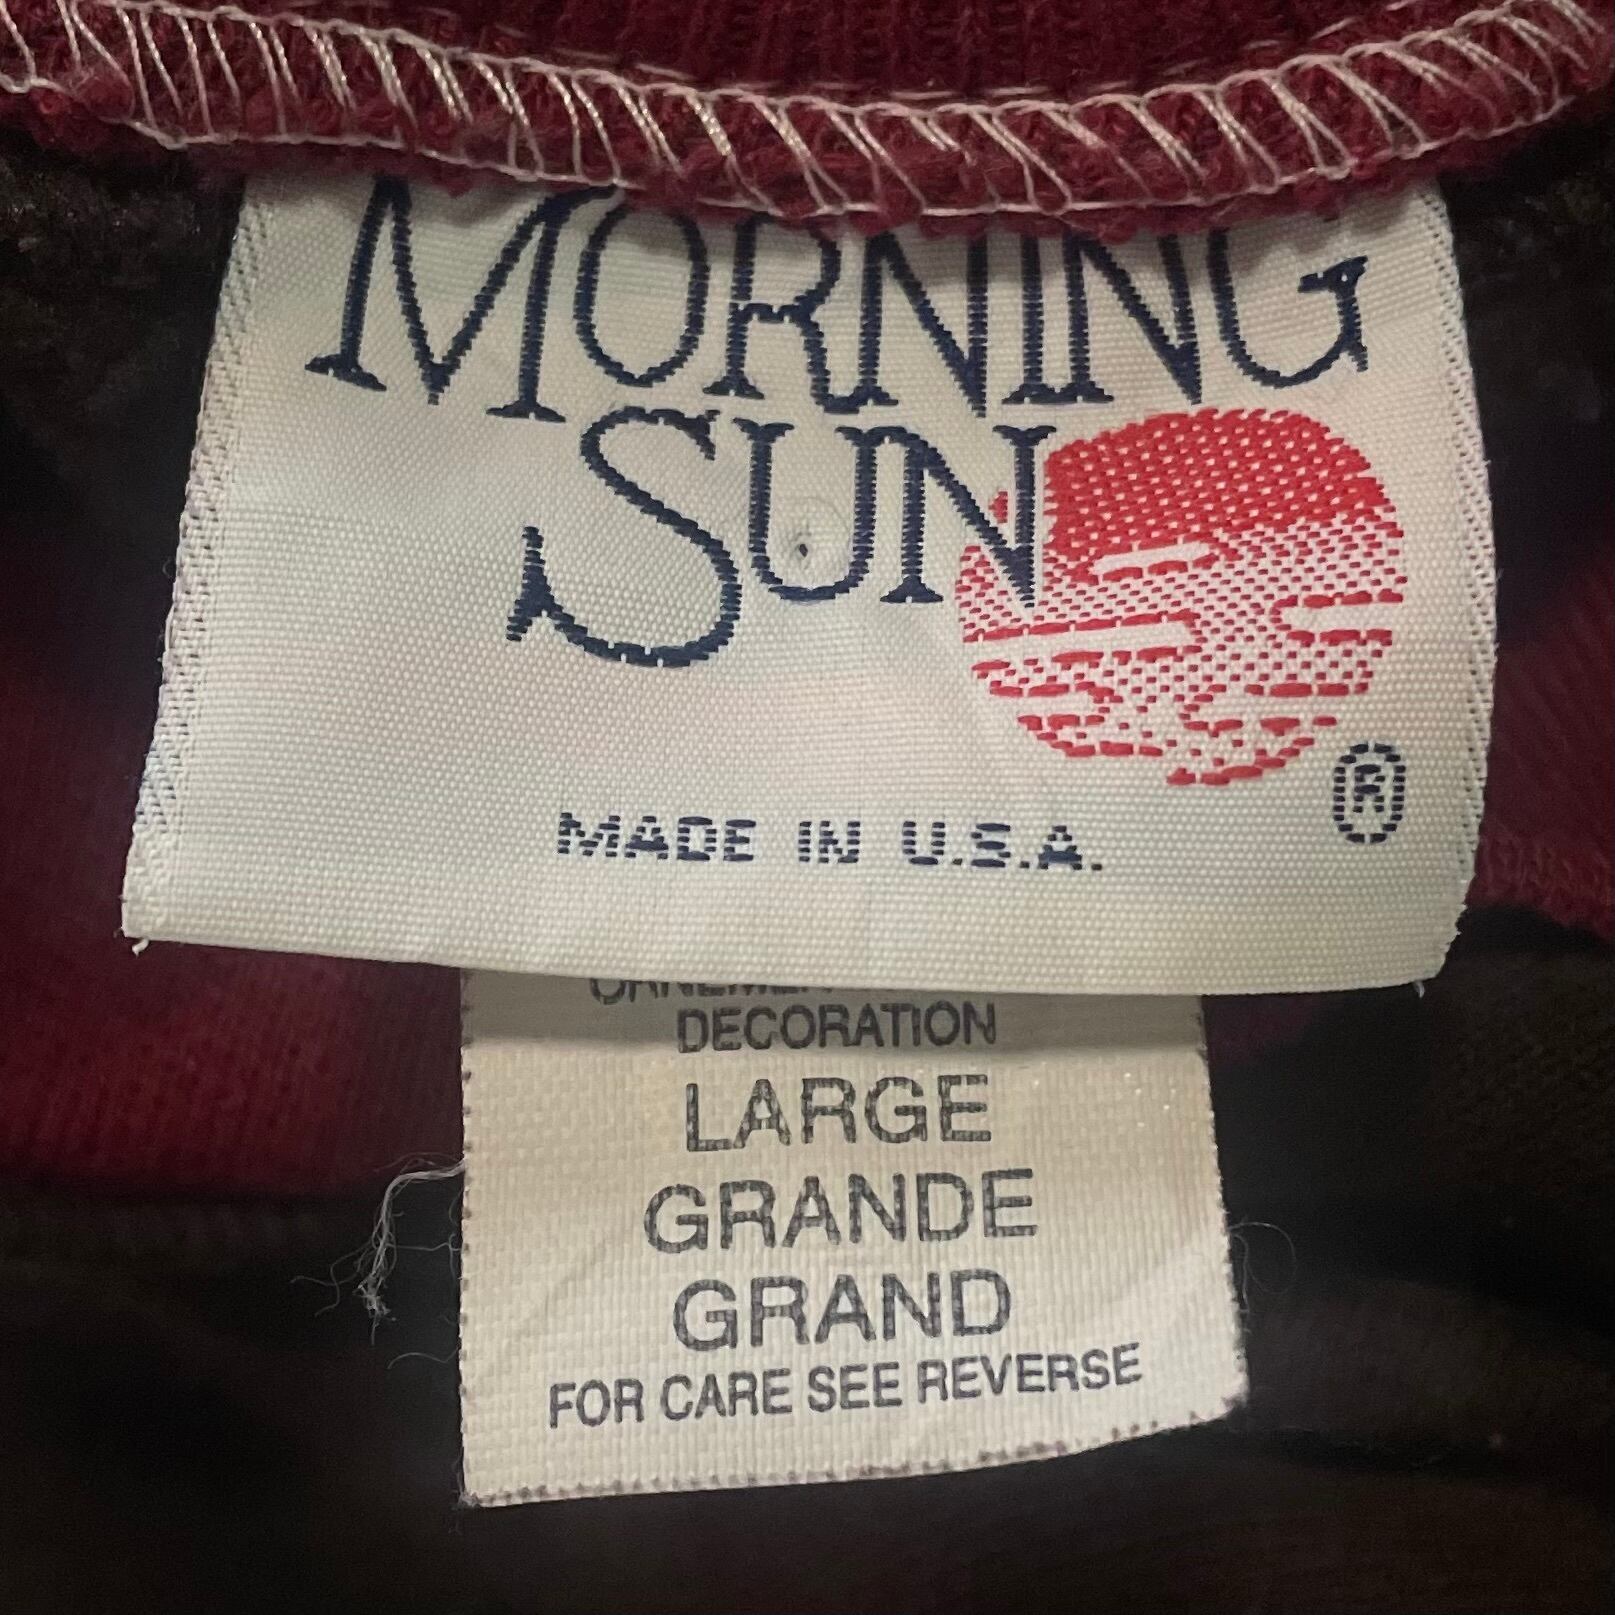 MORNING
SUN
®
MADE IN U.S.A.
DECORATION
LARGE
GRANDE
GRAND
FOR CARE SEE REVERSE